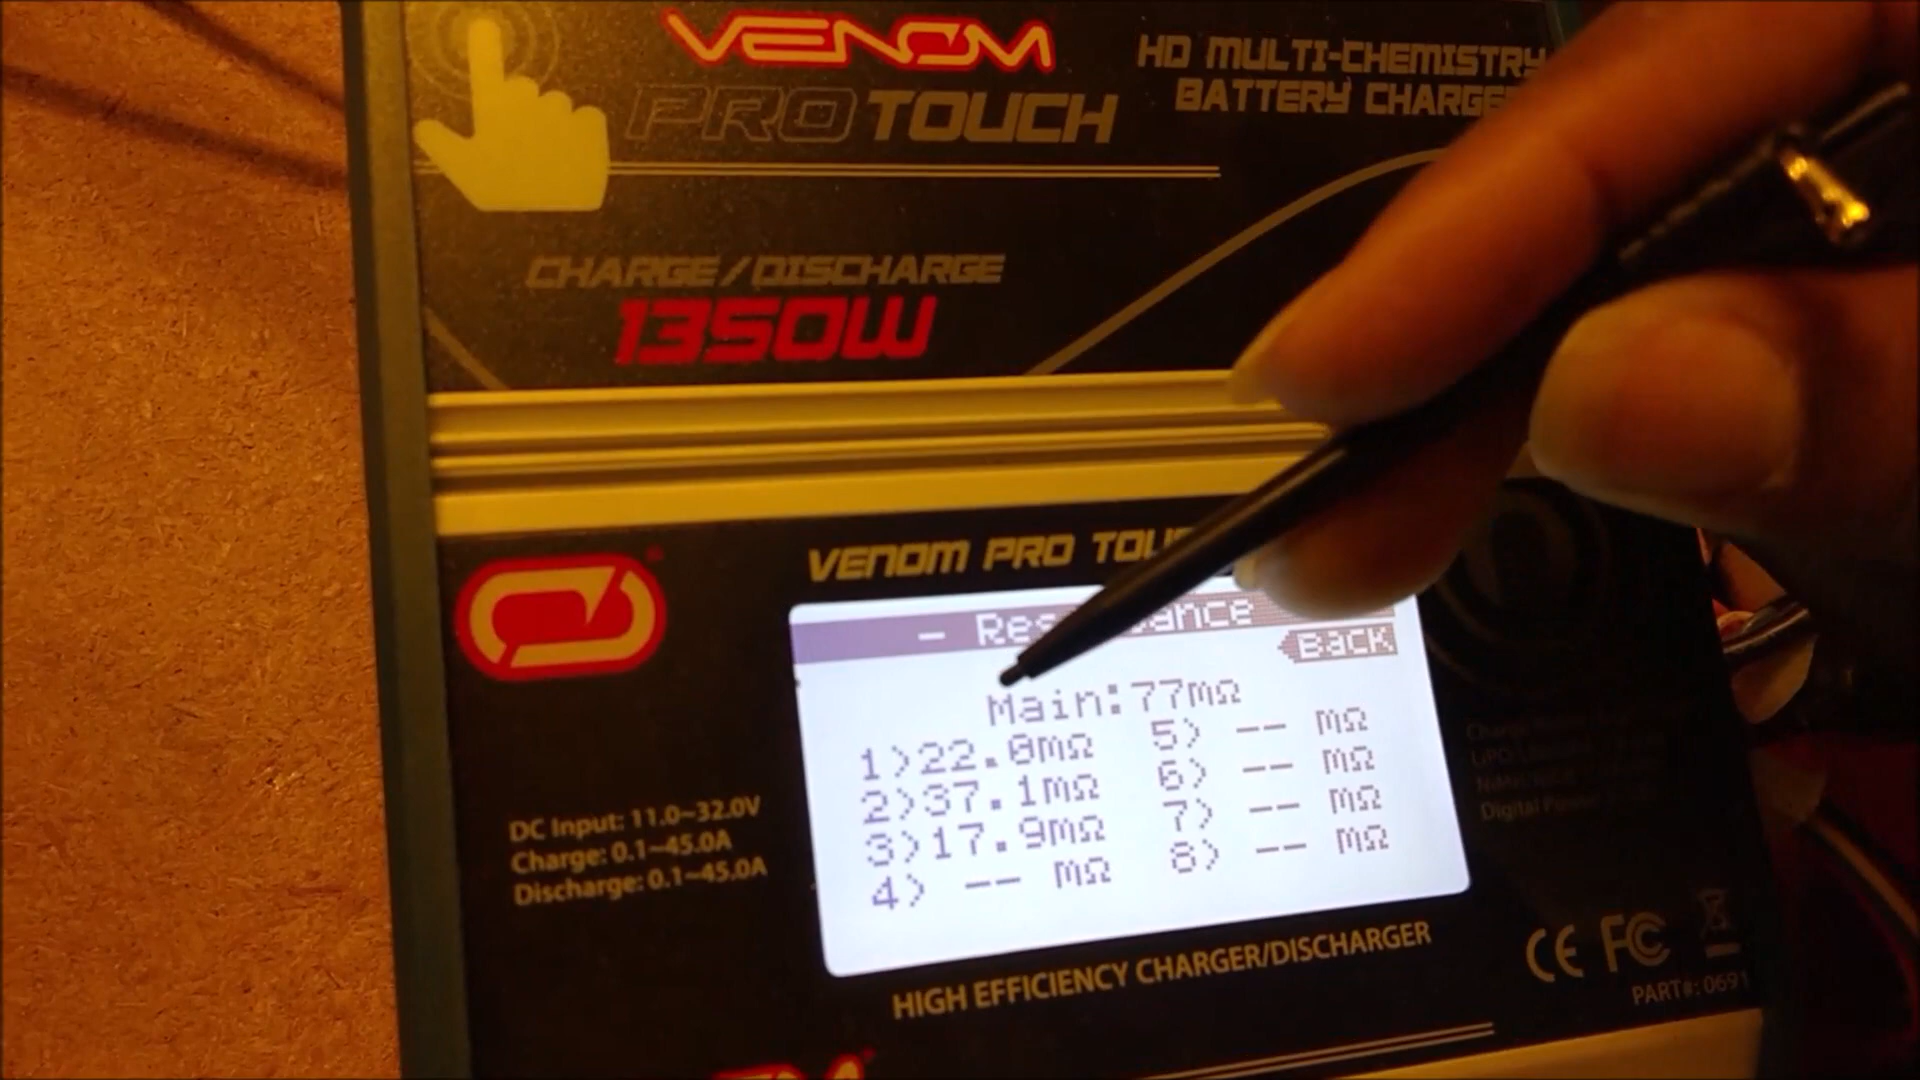 VENOM
PRO TOUCH
HD MULTI-CHEMISTRY
BATTERY
CHARGE/DISCHARGE
1350W
VENOM PRO
- Resistance
BACK
Main:77mΩ
1)22.0mΩ 5) -- mΩ
2)37.1mΩ 6) -- mΩ
3)17.9mΩ 7) -- mΩ
4) -- mΩ 8) -- mΩ
DC Input: 11.0~32.0V
Charge: 0.1~45.0A
Discharge: 0.1~45.0A
HIGH EFFICIENCY CHARGER/DISCHARGER
CE FC
PART#: 0691